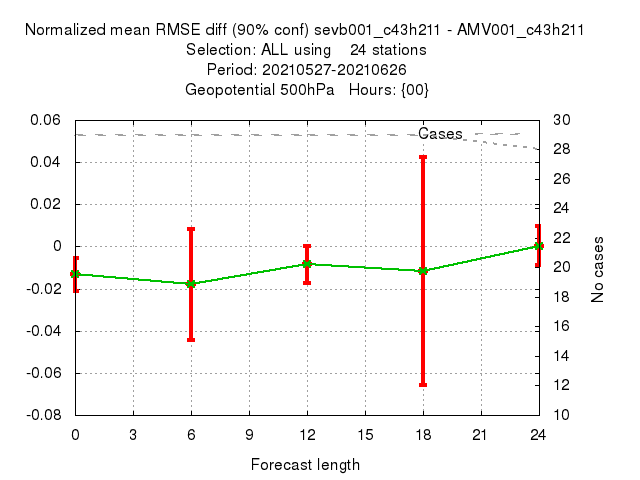 Normalized mean RMSE diff (90% conf) sevb001_c43h211 - AMV001_c43h211
Selection: ALL using 24 stations
Period: 20210527-20210626
Geopotential 500hPa Hours: {00}
0.06
0.04
0.02
0
-0.02
-0.04
-0.06
-0.08
Cases
30
28
26
24
22
20
18
16
14
12
10
No cases
0 3 6 9 12 15 18 21 24
Forecast length